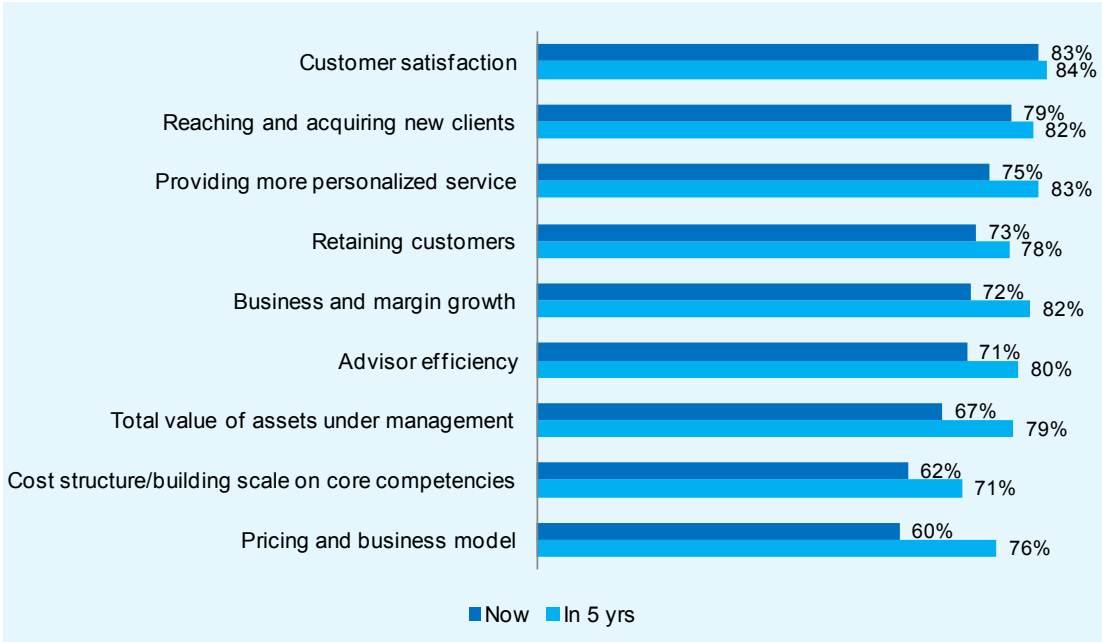 Customer satisfaction
83%
84%
Reaching and acquiring new clients
79%
82%
Providing more personalized service
75%
83%
Retaining customers
73%
78%
Business and margin growth
72%
82%
Advisor efficiency
71%
80%
Total value of assets under management
67%
79%
Cost structure/building scale on core competencies
62%
71%
Pricing and business model
60%
76%
Now In 5 yrs